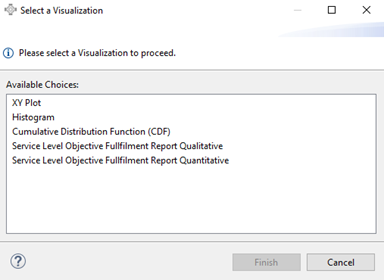 Select a Visualization
Please select a Visualization to proceed.
Available Choices:
XY Plot
Histogram
Cumulative Distribution Function (CDF)
Service Level Objective Fullfilment Report Qualitative
Service Level Objective Fullfilment Report Quantitative
Finish
Cancel